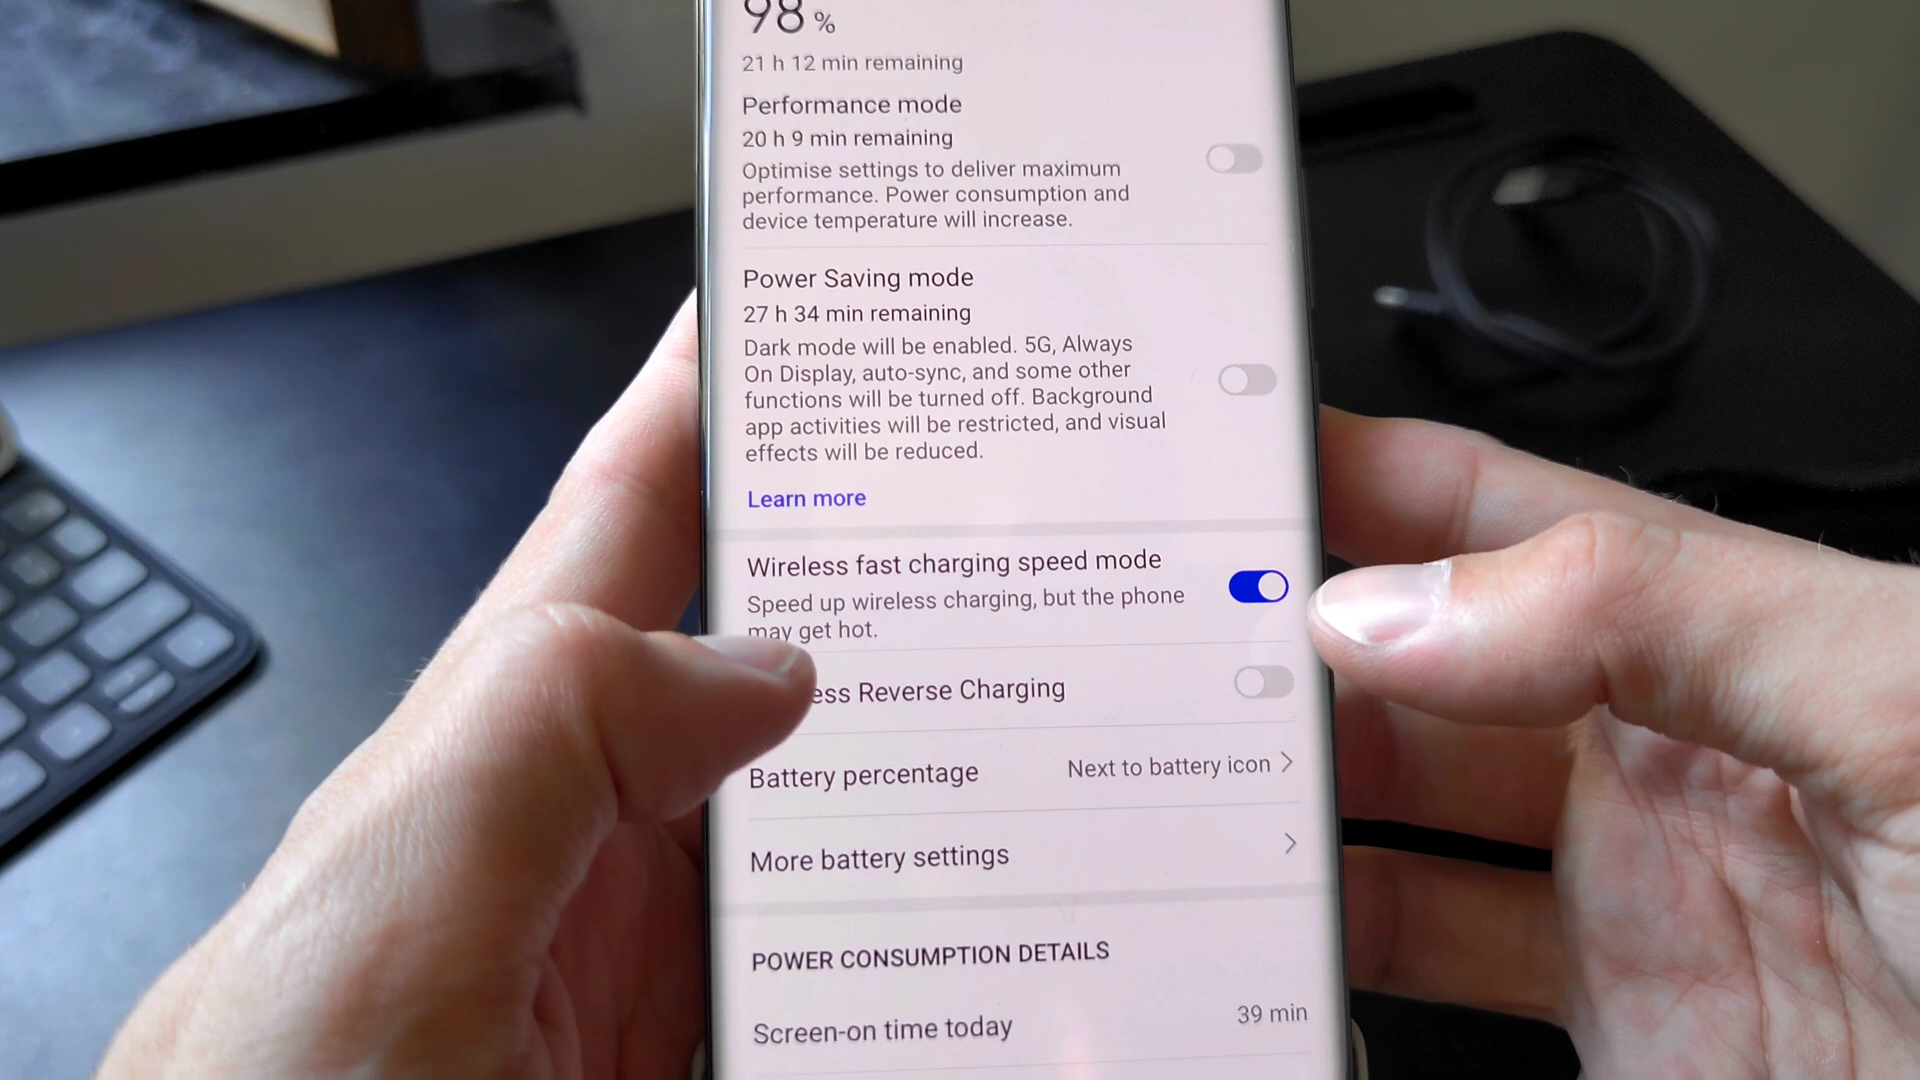 98 %
21 h 12 min remaining
Performance mode
20 h 9 min remaining
Optimise settings to deliver maximum
performance. Power consumption and
device temperature will increase.
Power Saving mode
27 h 34 min remaining
Dark mode will be enabled. 5G, Always
On Display, auto-sync, and some other
functions will be turned off. Background
app activities will be restricted, and visual
effects will be reduced.
Learn more
Wireless fast charging speed mode
Speed up wireless charging, but the phone
may get hot.
ess Reverse Charging
Battery percentage Next to battery icon >
More battery settings >
POWER CONSUMPTION DETAILS
Screen-on time today 39 min